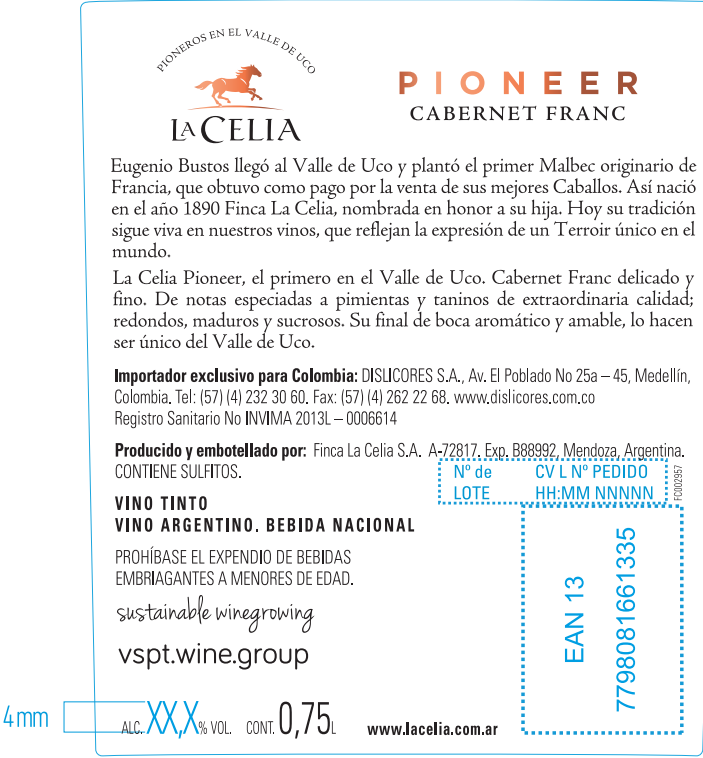 PIONEROS EN EL VALLE DE UCO
LA CELIA
PIONEER
CABERNET FRANC
Eugenio Bustos llegó al Valle de Uco y plantó el primer Malbec originario de
Francia, que obtuvo como pago por la venta de sus mejores Caballos. Así nació
en el año 1890 Finca La Celia, nombrada en honor a su hija. Hoy su tradición
sigue viva en nuestros vinos, que reflejan la expresión de un Terroir único en el
mundo.
La Celia Pioneer, el primero en el Valle de Uco. Cabernet Franc delicado y
fino. De notas especiadas a pimientas y taninos de extraordinaria calidad;
redondos, maduros y sucrosos. Su final de boca aromático y amable, lo hacen
ser único del Valle de Uco.
Importador exclusivo para Colombia: DISLICORES S.A., Av. El Poblado No 25a – 45, Medellín,
Colombia. Tel: (57) (4) 232 30 60. Fax: (57) (4) 262 22 68. www.dislicores.com.co
Registro Sanitario No INVIMA 2013L – 0006614
Producido y embotellado por: Finca La Celia S.A. A-72817. Exp. B88992, Mendoza, Argentina.
CONTIENE SULFITOS.
Nº de CV L Nº PEDIDO
LOTE HH:MM NNNNN
FC002957
VINO TINTO
VINO ARGENTINO. BEBIDA NACIONAL
PROHÍBASE EL EXPENDIO DE BEBIDAS
EMBRIAGANTES A MENORES DE EDAD.
sustainable winegrowing
vspt.wine.group
EAN 13
7798081661335
4mm
ALC. XX,X% VOL. CONT. 0,75L www.lacelia.com.ar